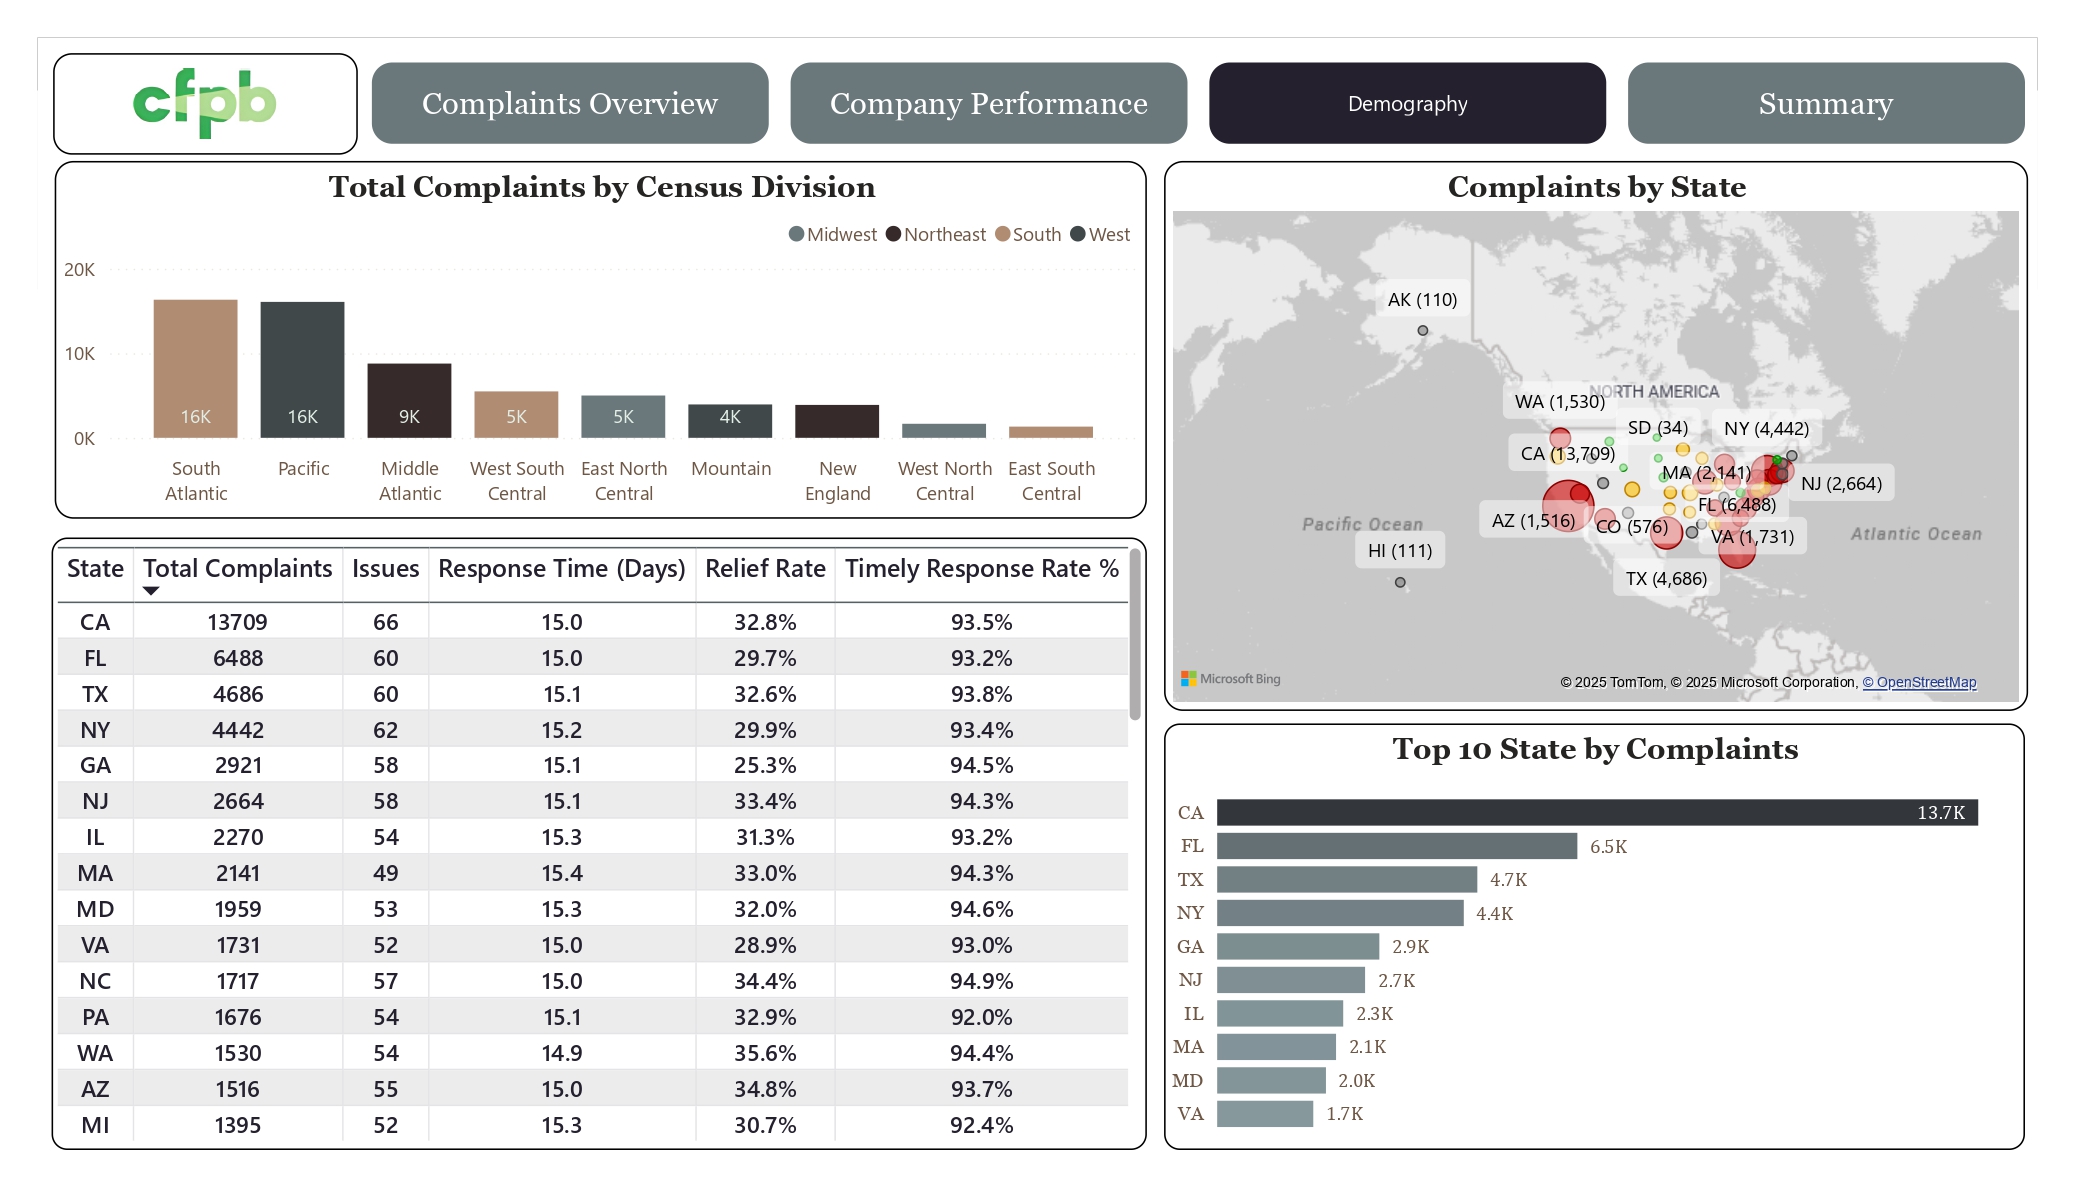 cfpb
Complaints Overview
Company Performance
Demography
Summary
Total Complaints by Census Division
Midwest Northeast South West
20K
10K
0K
16K 16K 9K 5K 5K 4K
South Atlantic
Pacific
Middle Atlantic
West South Central
East North Central
Mountain
New England
West North Central
East South Central
State Total Complaints Issues Response Time (Days) Relief Rate Timely Response Rate %
CA 13709 66 15.0 32.8% 93.5%
FL 6488 60 15.0 29.7% 93.2%
TX 4686 60 15.1 32.6% 93.8%
NY 4442 62 15.2 29.9% 93.4%
GA 2921 58 15.1 25.3% 94.5%
NJ 2664 58 15.1 33.4% 94.3%
IL 2270 54 15.3 31.3% 93.2%
MA 2141 49 15.4 33.0% 94.3%
MD 1959 53 15.3 32.0% 94.6%
VA 1731 52 15.0 28.9% 93.0%
NC 1717 57 15.0 34.4% 94.9%
PA 1676 54 15.1 32.9% 92.0%
WA 1530 54 14.9 35.6% 94.4%
AZ 1516 55 15.0 34.8% 93.7%
MI 1395 52 15.3 30.7% 92.4%
Complaints by State
AK (110)
NORTH AMERICA
WA (1,530)
SD (34)
NY (4,442)
CA (13,709)
MA (2,141)
NJ (2,664)
FL (6,488)
AZ (1,516)
CO (576)
VA (1,731)
Pacific Ocean
Atlantic Ocean
HI (111)
TX (4,686)
Microsoft Bing
© 2025 TomTom, © 2025 Microsoft Corporation, © OpenStreetMap
Top 10 State by Complaints
CA 13.7K
FL 6.5K
TX 4.7K
NY 4.4K
GA 2.9K
NJ 2.7K
IL 2.3K
MA 2.1K
MD 2.0K
VA 1.7K